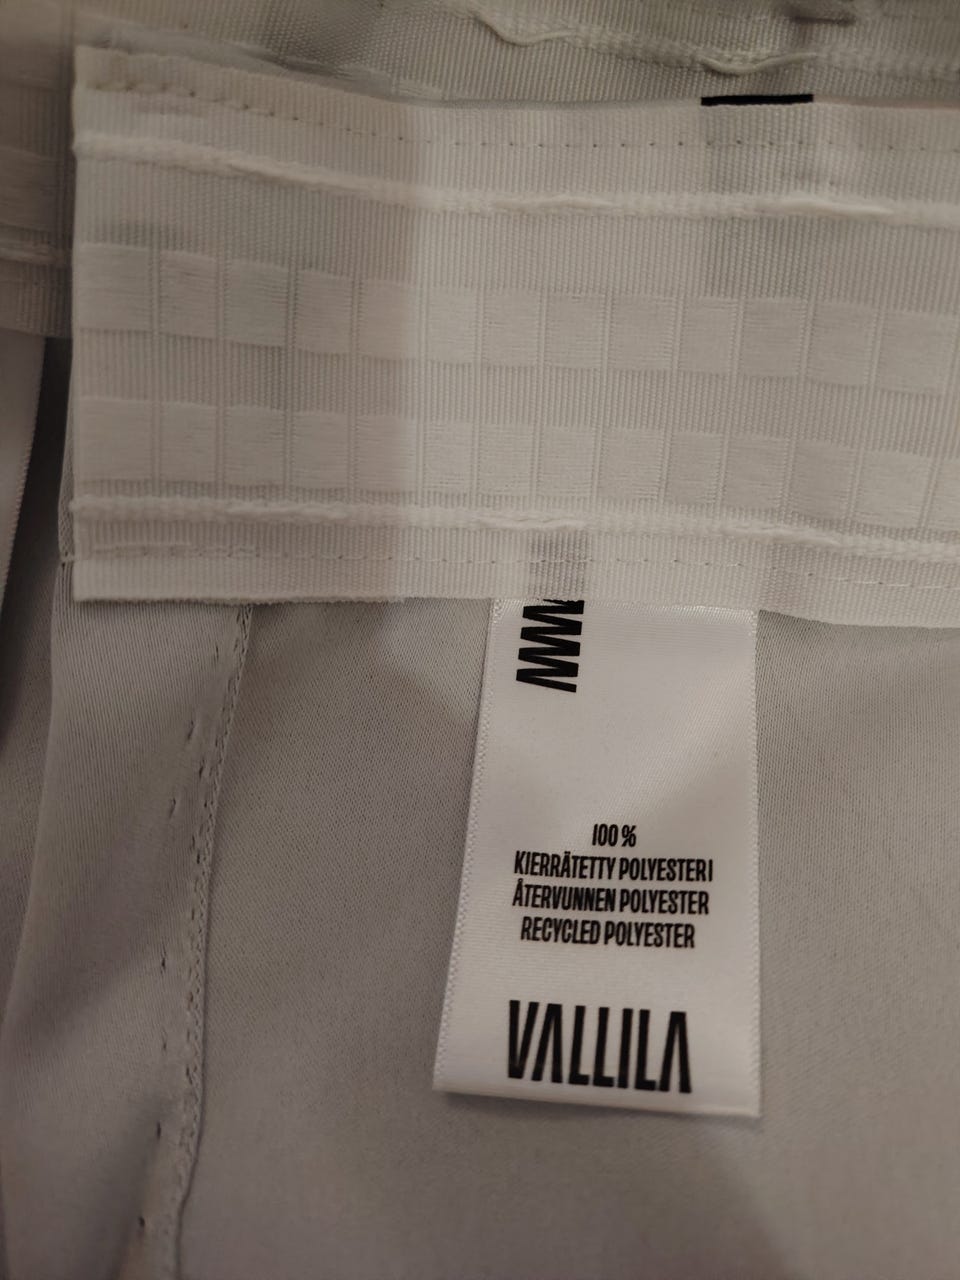 100 %
KIERRÄTETTY POLYESTERI
ÅTERVUNNEN POLYESTER
RECYCLED POLYESTER
VALLILA